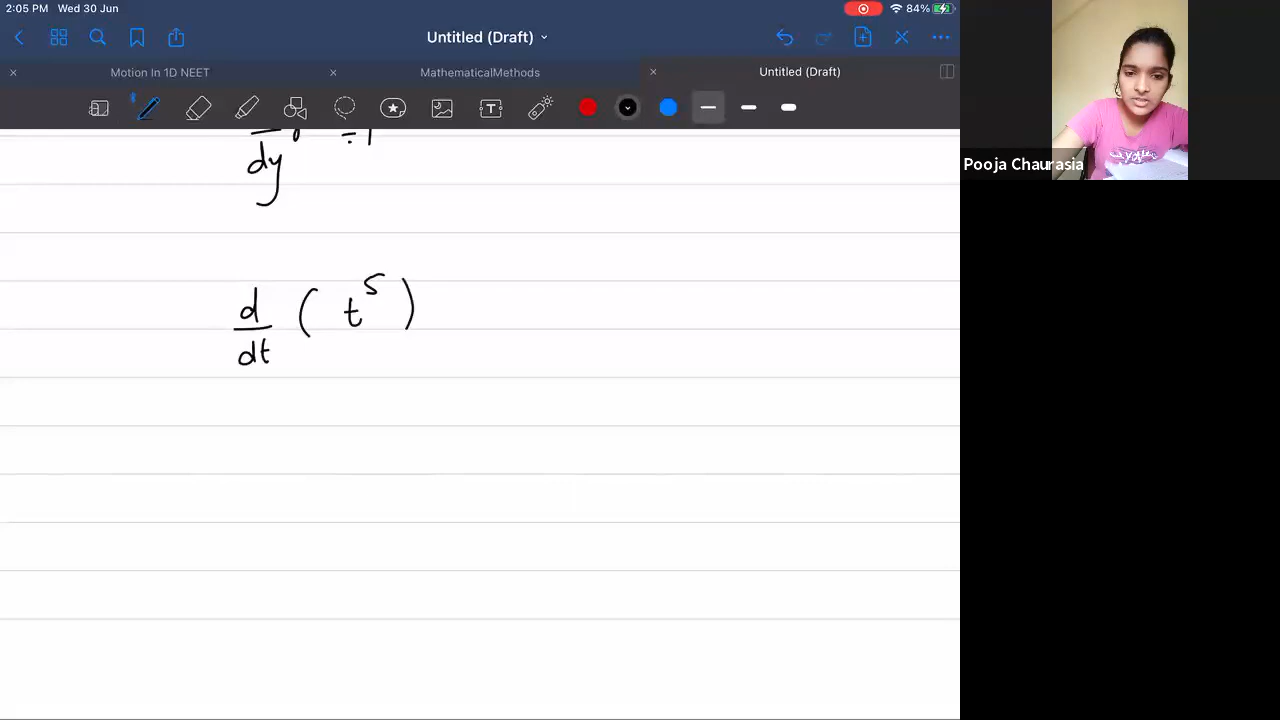 2:05 PM Wed 30 Jun 84%
Untitled (Draft)
Motion In 1D NEET MathematicalMethods Untitled (Draft)
T
dy
d/dt ( t^5 )
Pooja Chaurasia